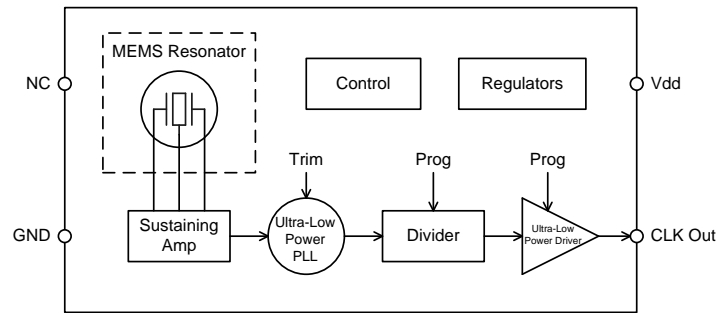 MEMS Resonator
NC
Control
Regulators
Vdd
Trim
Prog
Prog
GND
Sustaining
Amp
Ultra-Low
Power
PLL
Divider
Ultra-Low
Power Driver
CLK Out